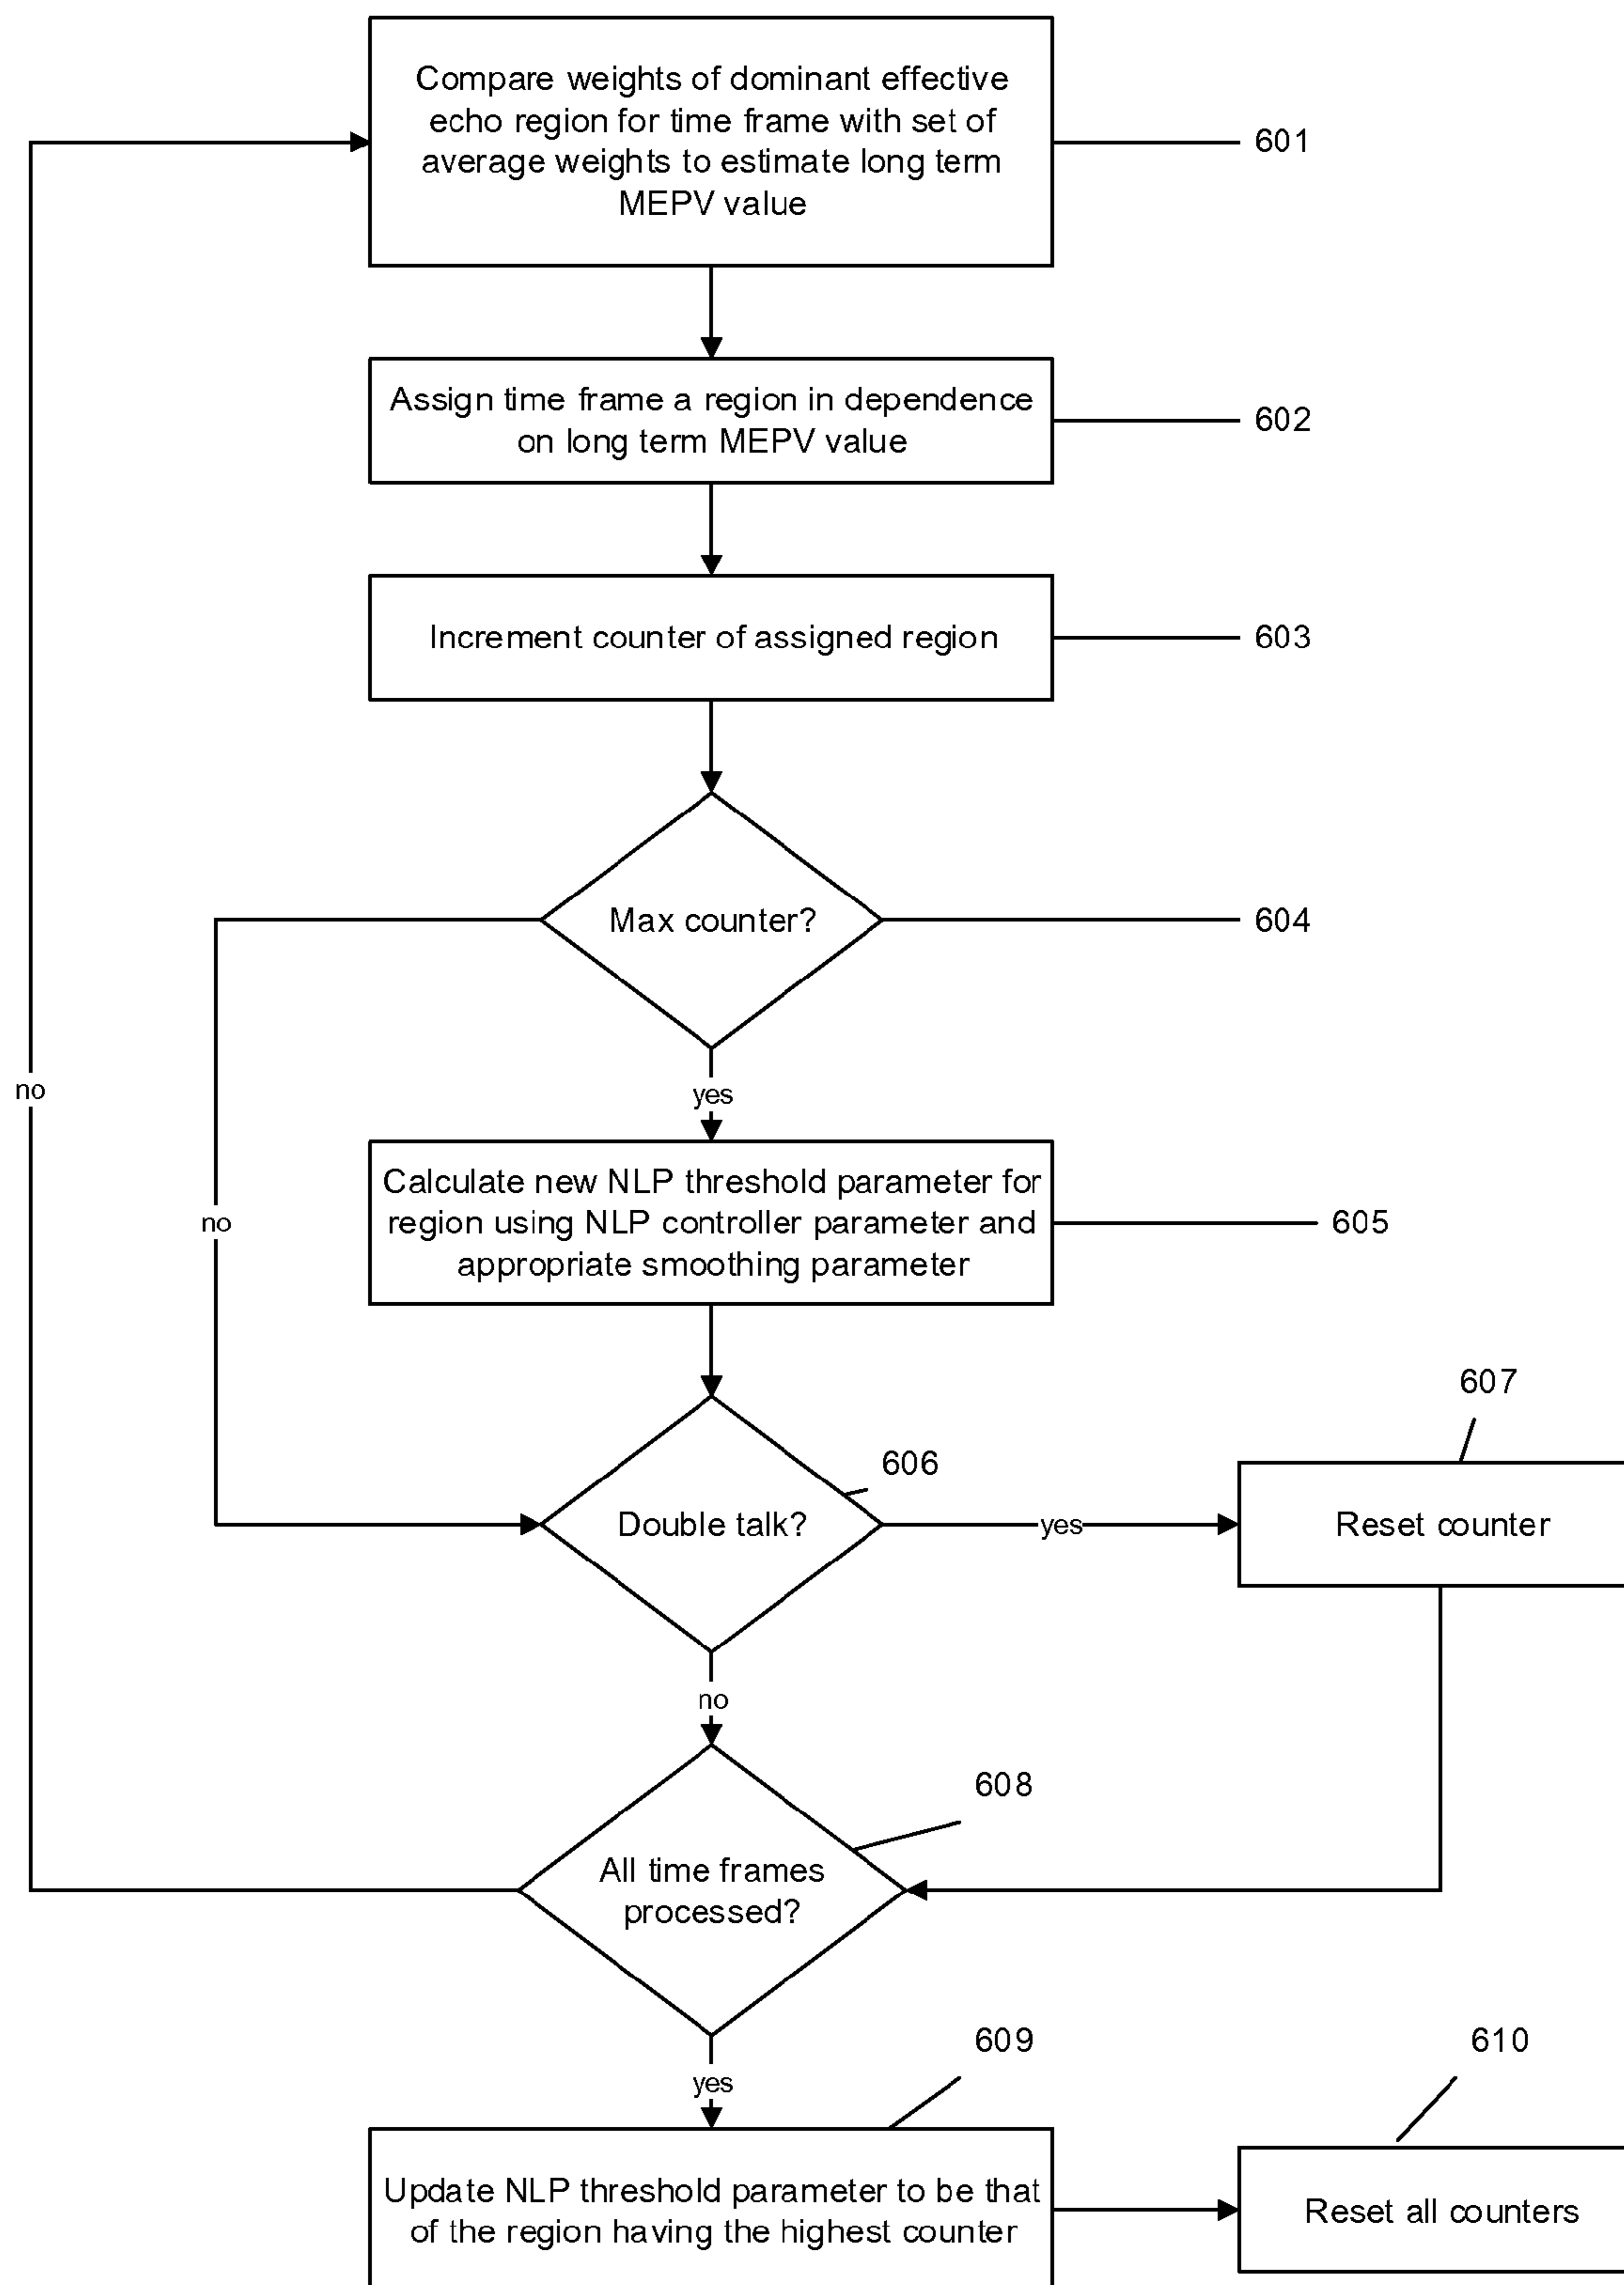 Compare weights of dominant effective
echo region for time frame with set of
average weights to estimate long term
MEPV value
601
Assign time frame a region in dependence
on long term MEPV value
602
Increment counter of assigned region
603
Max counter?
604
no
no
yes
Calculate new NLP threshold parameter for
region using NLP controller parameter and
appropriate smoothing parameter
605
606
Double talk?
yes
607
Reset counter
no
608
All time frames
processed?
yes
609
Update NLP threshold parameter to be that
of the region having the highest counter
610
Reset all counters